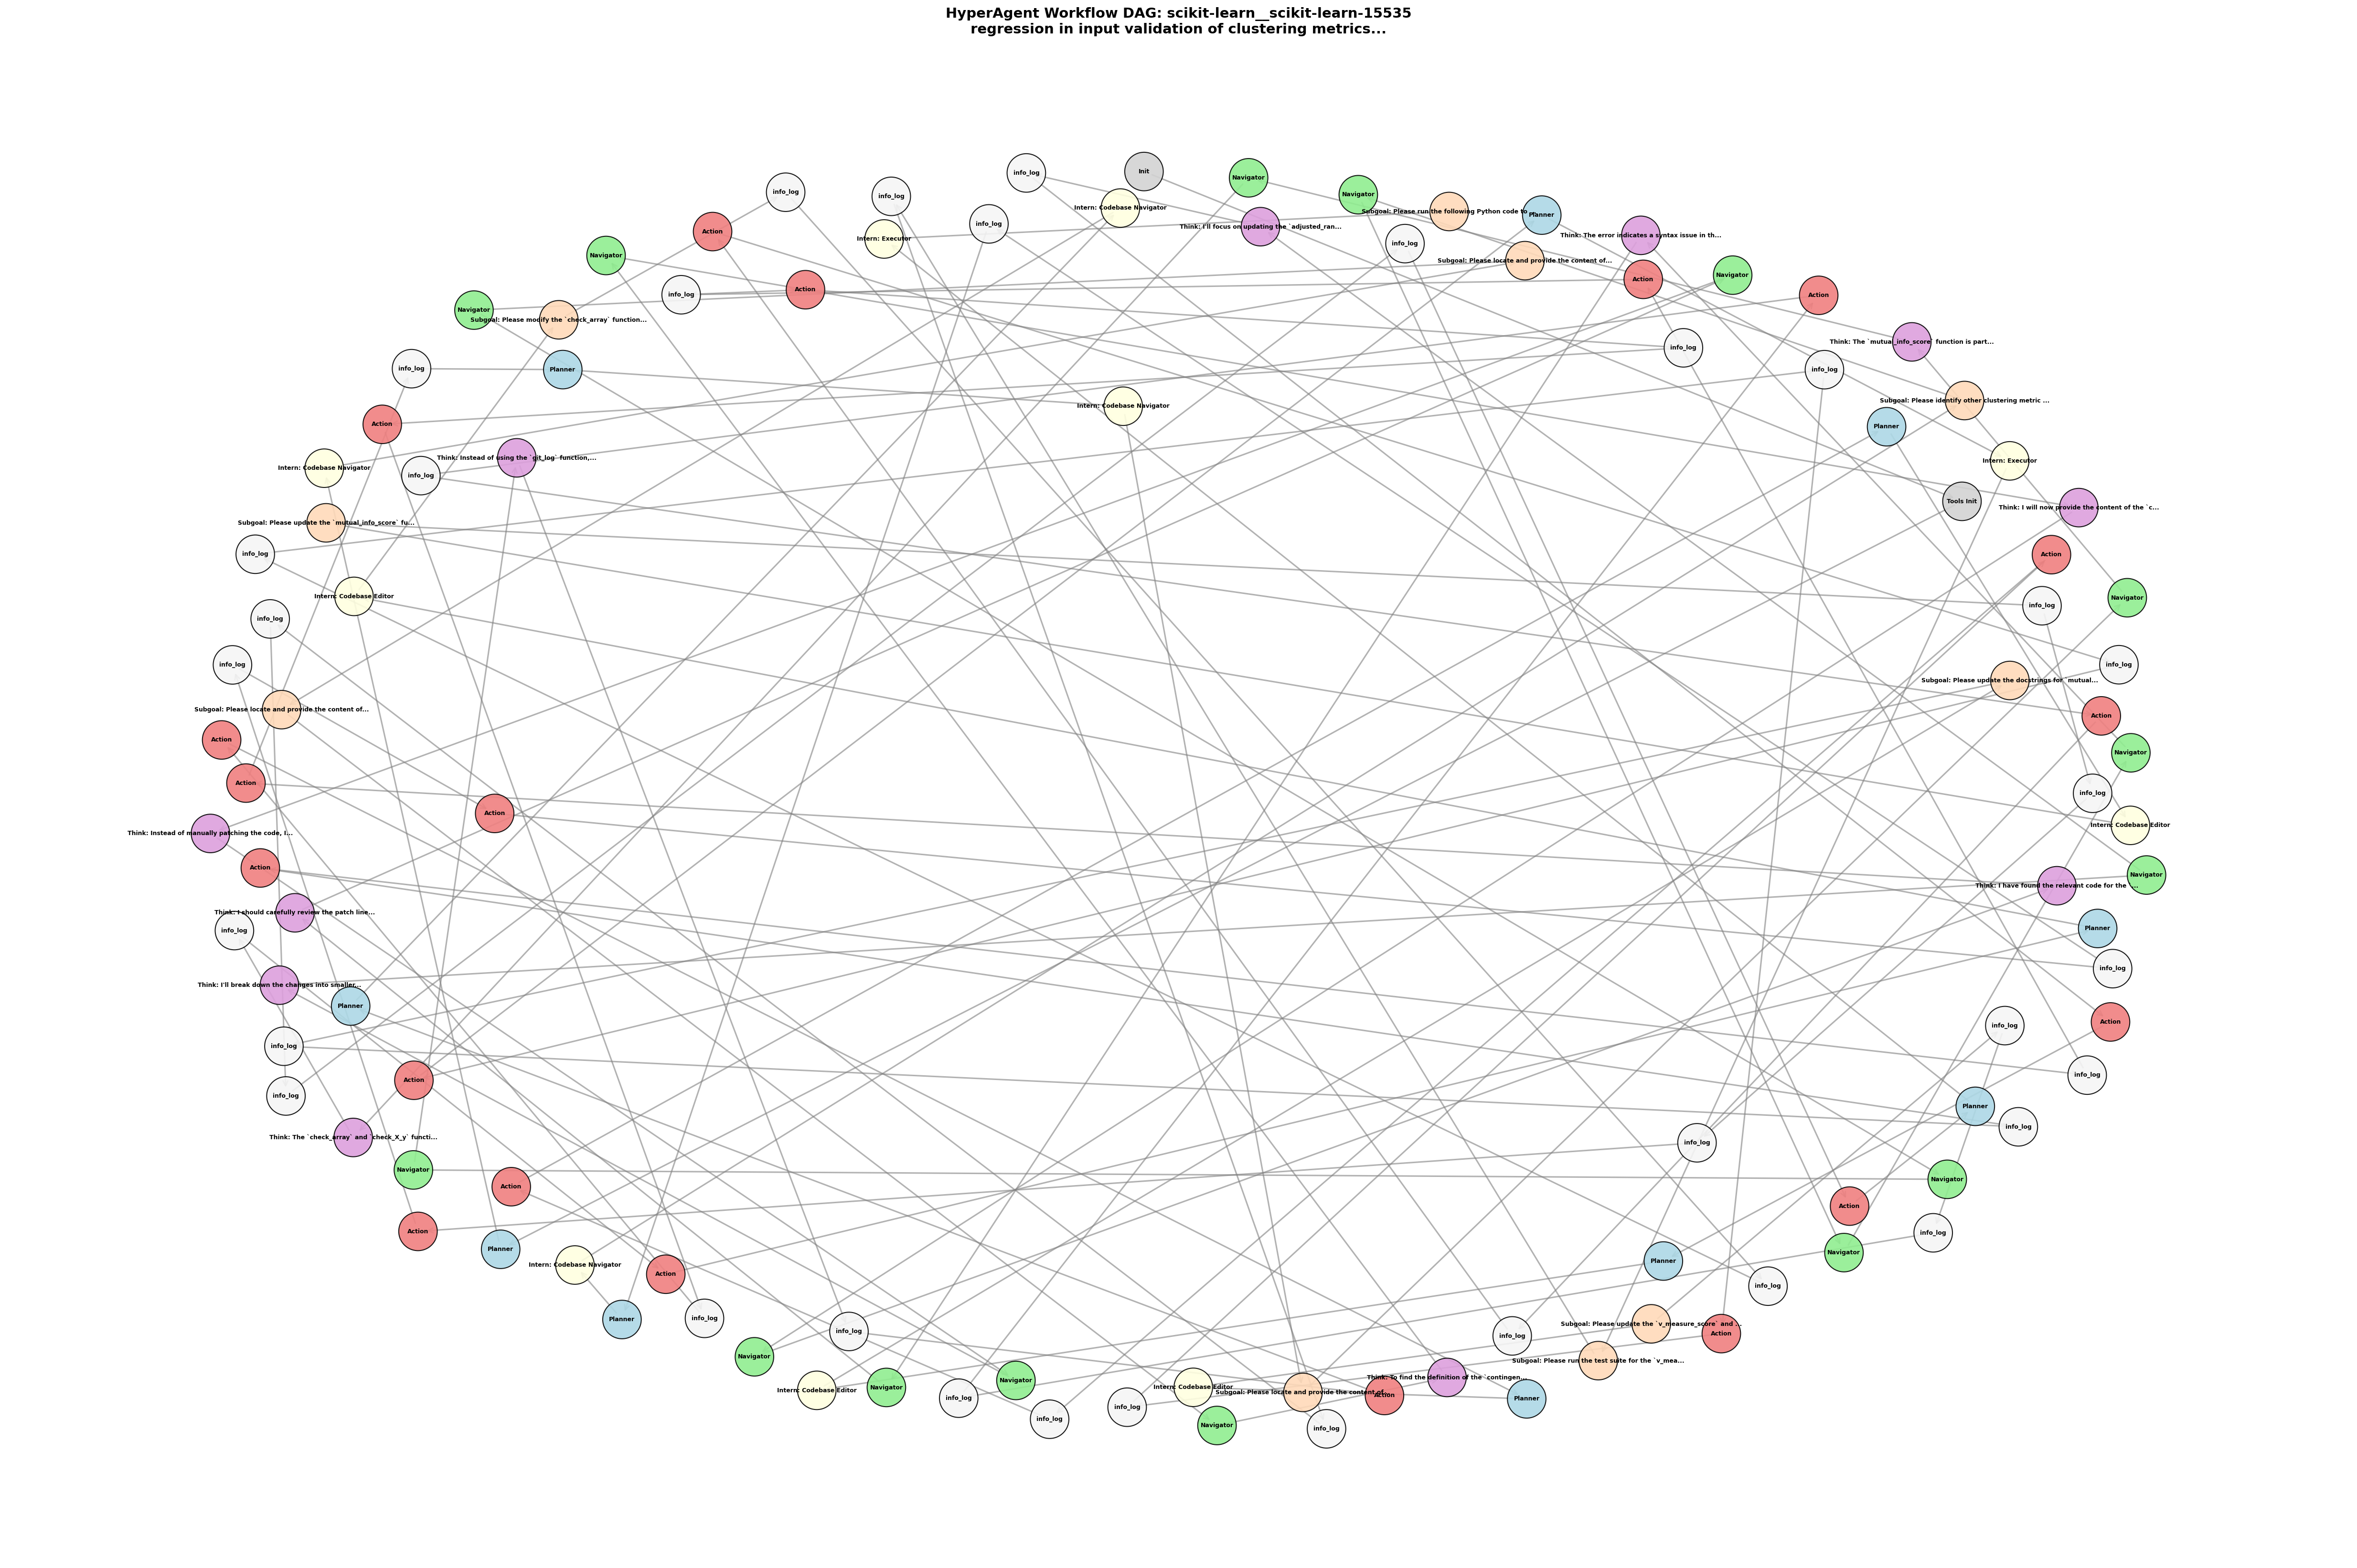 HyperAgent Workflow DAG: scikit-learn__scikit-learn-15535
regression in input validation of clustering metrics...
Init
info_log
Navigator
info_log
Navigator
info_log
Intern: Codebase Navigator
Subgoal: Please run the following Python code to
Planner
info_log
Think: I'll focus on updating the `adjusted_ran...
Action
Intern: Executor
Think: The error indicates a syntax issue in th...
info_log
Navigator
Subgoal: Please locate and provide the content of...
Navigator
Action
Action
info_log
Action
Navigator
Subgoal: Please modify the `check_array` function...
Think: The `mutual_info_score` function is part...
info_log
info_log
Planner
info_log
Subgoal: Please identify other clustering metric ...
Intern: Codebase Navigator
Action
Planner
Think: Instead of using the `git_log` function,...
Intern: Executor
Intern: Codebase Navigator
info_log
Tools Init
Think: I will now provide the content of the `c...
Subgoal: Please update the `mutual_info_score` fu...
info_log
Action
Intern: Codebase Editor
Navigator
info_log
info_log
info_log
info_log
Subgoal: Please update the docstrings for `mutual...
Subgoal: Please locate and provide the content of...
Action
Action
Navigator
Action
info_log
Action
Intern: Codebase Editor
Think: Instead of manually patching the code, I...
Action
Navigator
Think: I have found the relevant code for the `...
Think: I should carefully review the patch line...
info_log
Planner
info_log
Think: I'll break down the changes into smaller...
Planner
Action
info_log
info_log
info_log
Action
info_log
Planner
info_log
Think: The `check_array` and `check_X_y` functi...
info_log
Navigator
Navigator
Action
Action
Action
info_log
Planner
Navigator
Planner
Intern: Codebase Navigator
Action
info_log
info_log
Planner
Subgoal: Please update the `v_measure_score` and ...
info_log
Action
info_log
Navigator
Subgoal: Please run the test suite for the `v_mea...
Think: To find the definition of the `contingen...
Navigator
Intern: Codebase Editor
Navigator
Intern: Codebase Editor
Subgoal: Please locate and provide the content of...
Action
info_log
Planner
info_log
info_log
Navigator
info_log